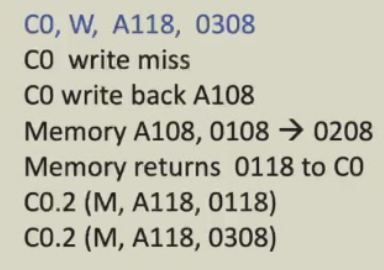 C0, W, A118, 0308
C0 write miss
C0 write back A108
Memory A108, 0108 → 0208
Memory returns 0118 to C0
C0.2 (M, A118, 0118)
C0.2 (M, A118, 0308)